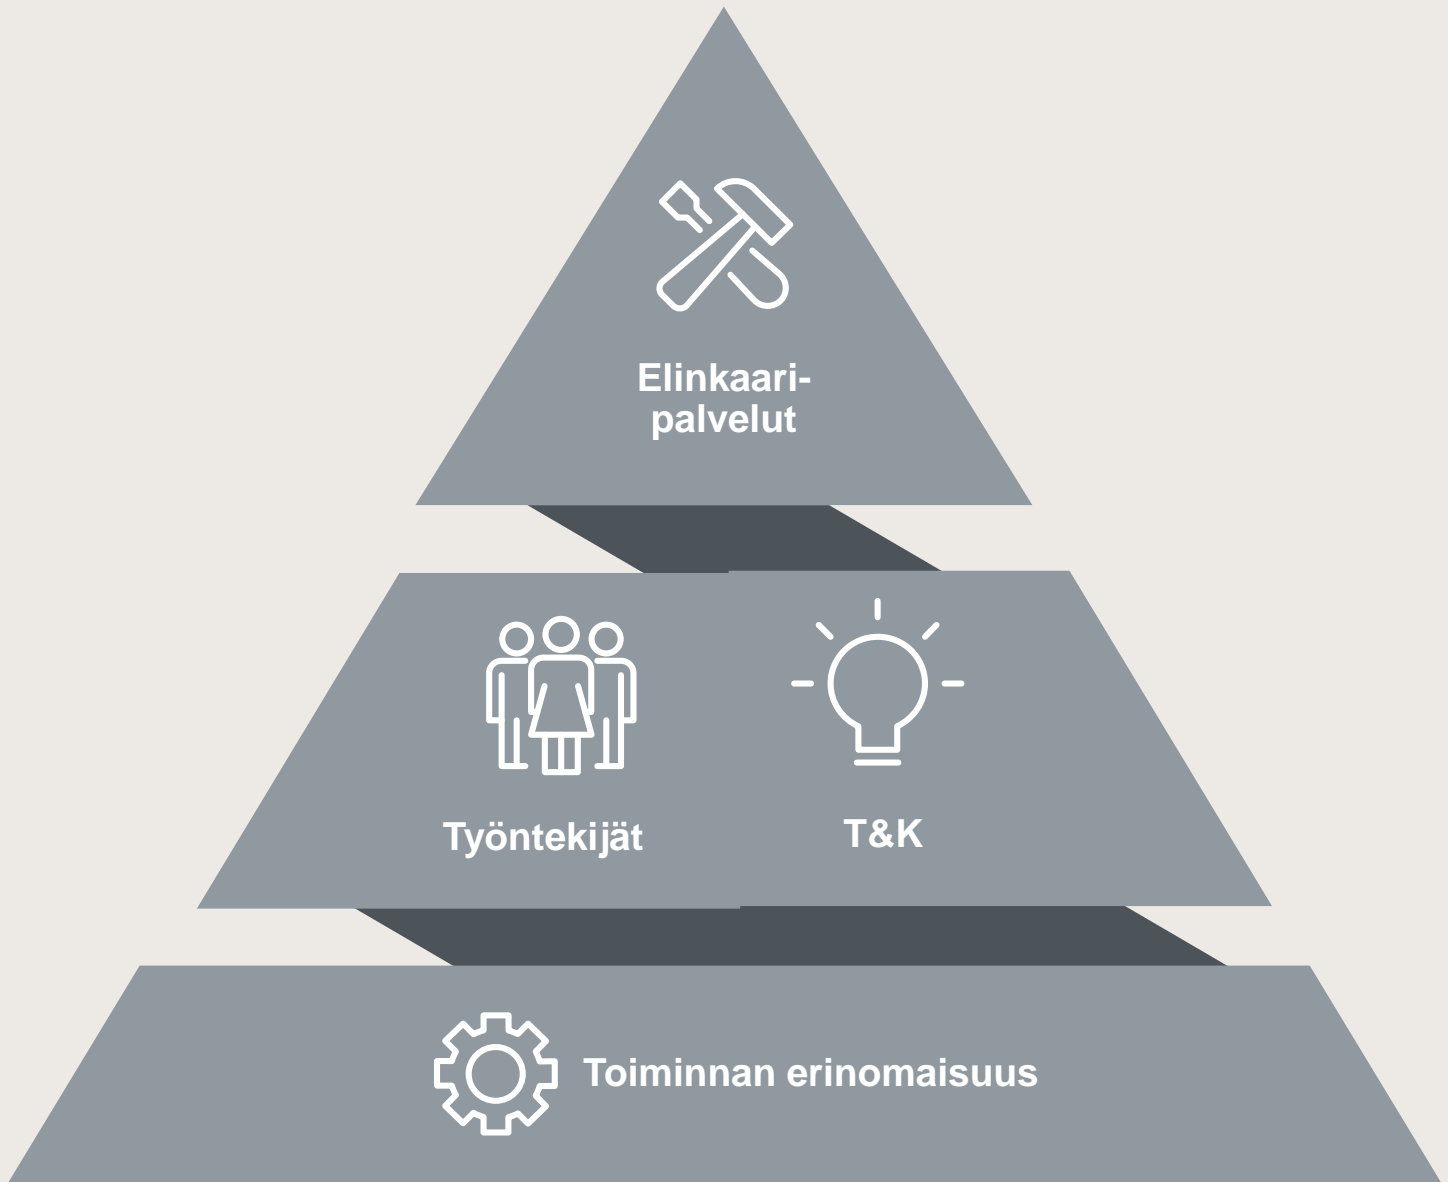 Elinkaari-
palvelut
Työntekijät
T&K
Toiminnan erinomaisuus